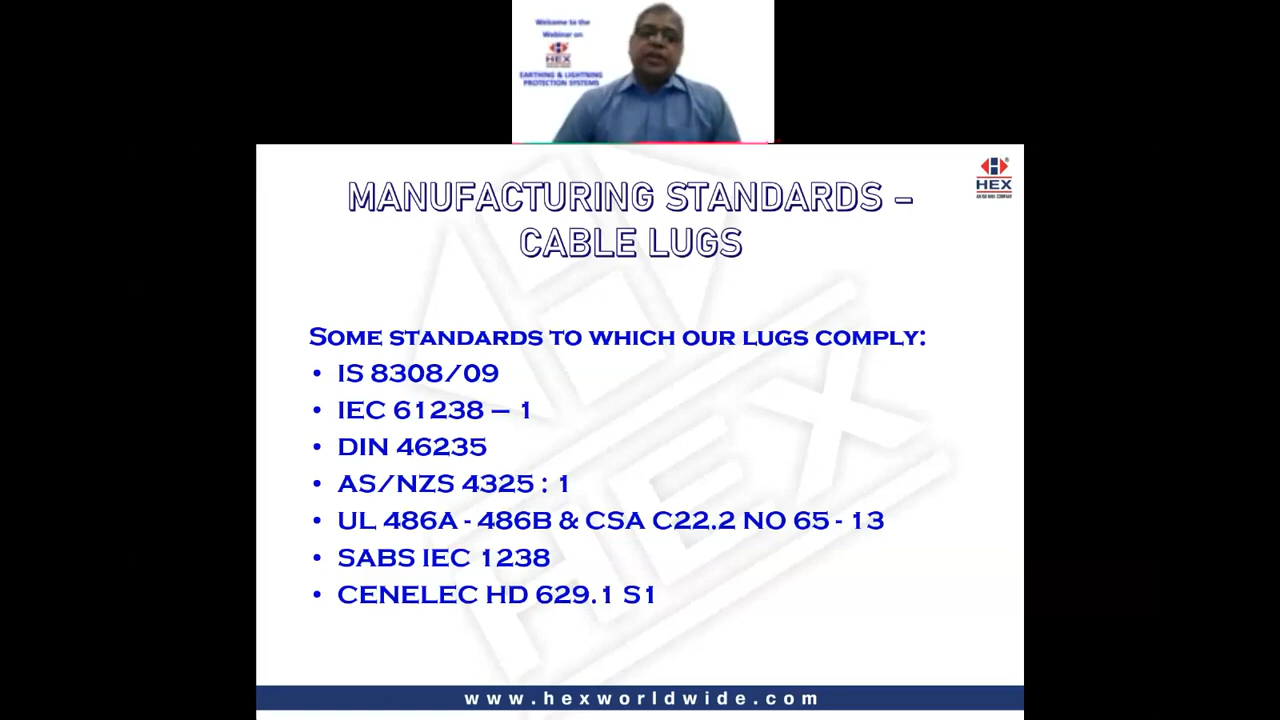 Welcome to the
Webinar on
HEX
EARTHING & LIGHTNING
PROTECTION SYSTEMS
HEX
MANUFACTURING STANDARDS –
CABLE LUGS
SOME STANDARDS TO WHICH OUR LUGS COMPLY:
• IS 8308/09
• IEC 61238 – 1
• DIN 46235
• AS/NZS 4325 : 1
• UL 486A - 486B & CSA C22.2 NO 65 - 13
• SABS IEC 1238
• CENELEC HD 629.1 S1
HEX
www.hexworldwide.com